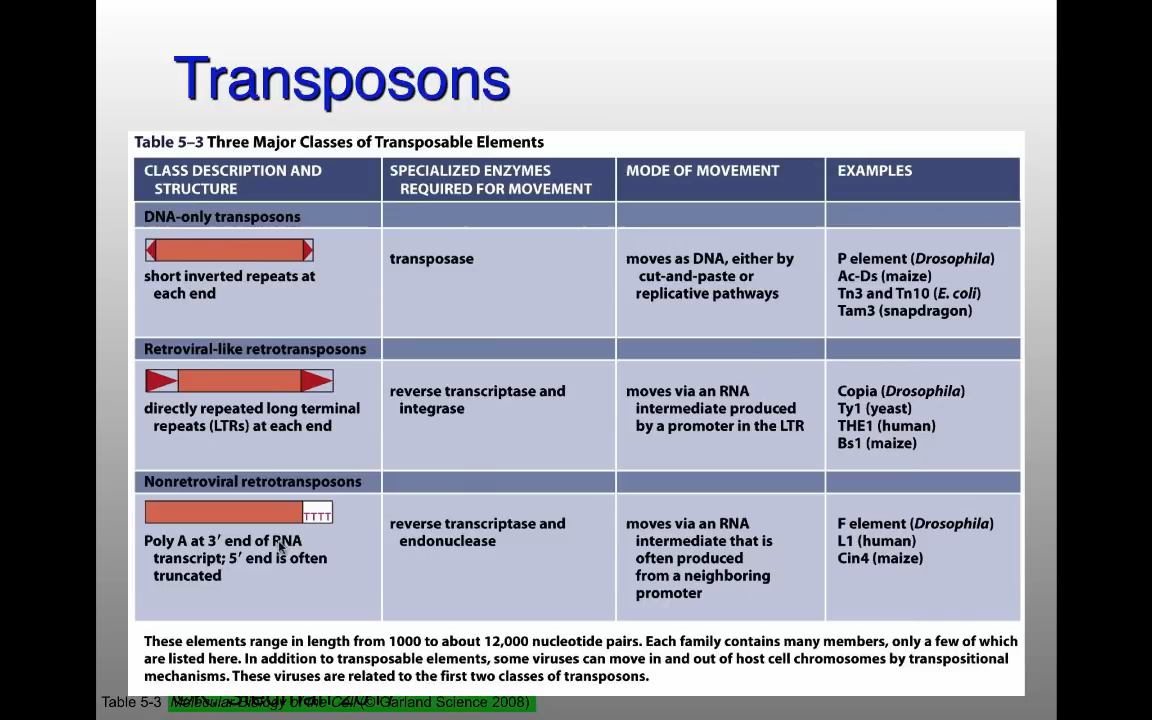 Transposons
Table 5–3 Three Major Classes of Transposable Elements
CLASS DESCRIPTION AND
STRUCTURE
SPECIALIZED ENZYMES
REQUIRED FOR MOVEMENT
MODE OF MOVEMENT
EXAMPLES
DNA-only transposons
short inverted repeats at
each end
transposase
moves as DNA, either by
cut-and-paste or
replicative pathways
P element (Drosophila)
Ac-Ds (maize)
Tn3 and Tn10 (E. coli)
Tam3 (snapdragon)
Retroviral-like retrotransposons
directly repeated long terminal
repeats (LTRs) at each end
reverse transcriptase and
integrase
moves via an RNA
intermediate produced
by a promoter in the LTR
Copia (Drosophila)
Ty1 (yeast)
THE1 (human)
Bs1 (maize)
Nonretroviral retrotransposons
TTTT
Poly A at 3′ end of RNA
transcript; 5′ end is often
truncated
reverse transcriptase and
endonuclease
moves via an RNA
intermediate that is
often produced
from a neighboring
promoter
F element (Drosophila)
L1 (human)
Cin4 (maize)
These elements range in length from 1000 to about 12,000 nucleotide pairs. Each family contains many members, only a few of which
are listed here. In addition to transposable elements, some viruses can move in and out of host cell chromosomes by transpositional
mechanisms. These viruses are related to the first two classes of transposons.
Table 5-3 Molecular Biology of the Cell (© Garland Science 2008)